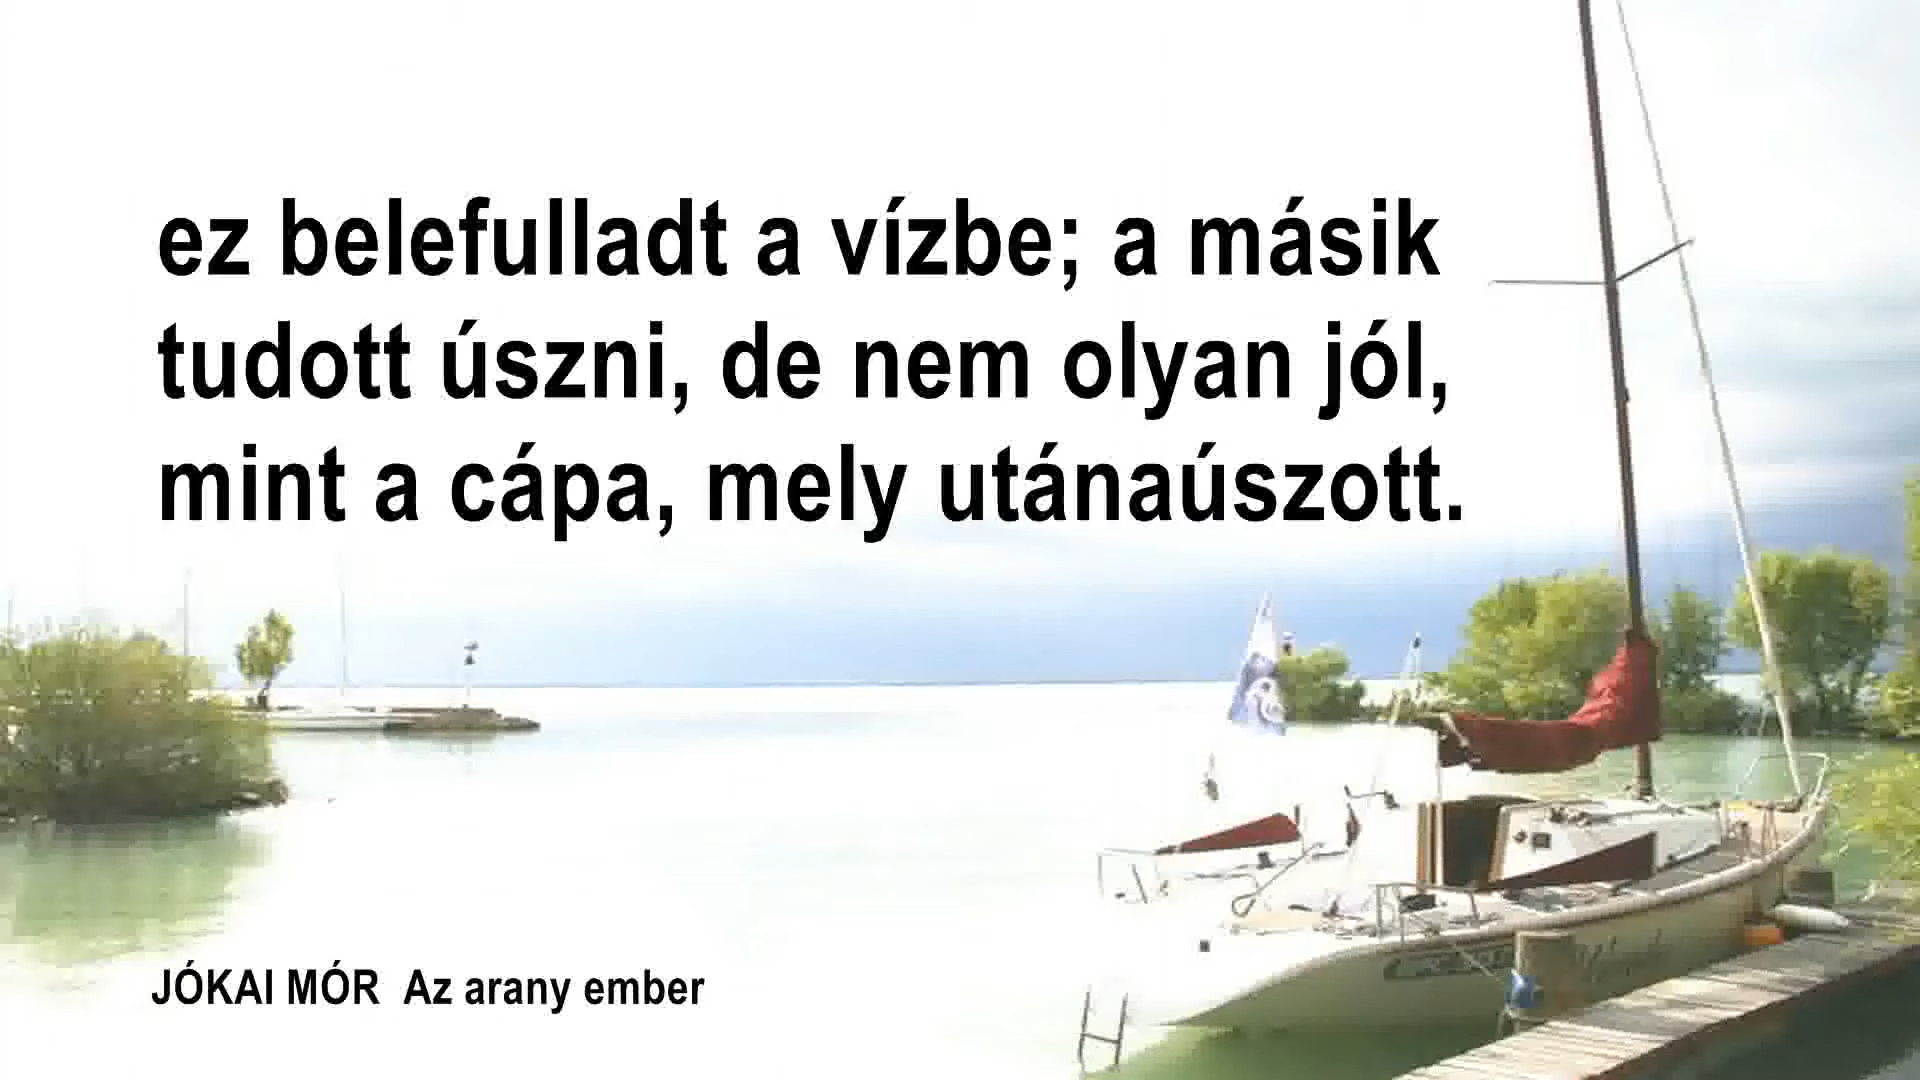 ez belefulladt a vízbe; a másik
tudott úszni, de nem olyan jól,
mint a cápa, mely utánaúszott.
JÓKAI MÓR Az arany ember